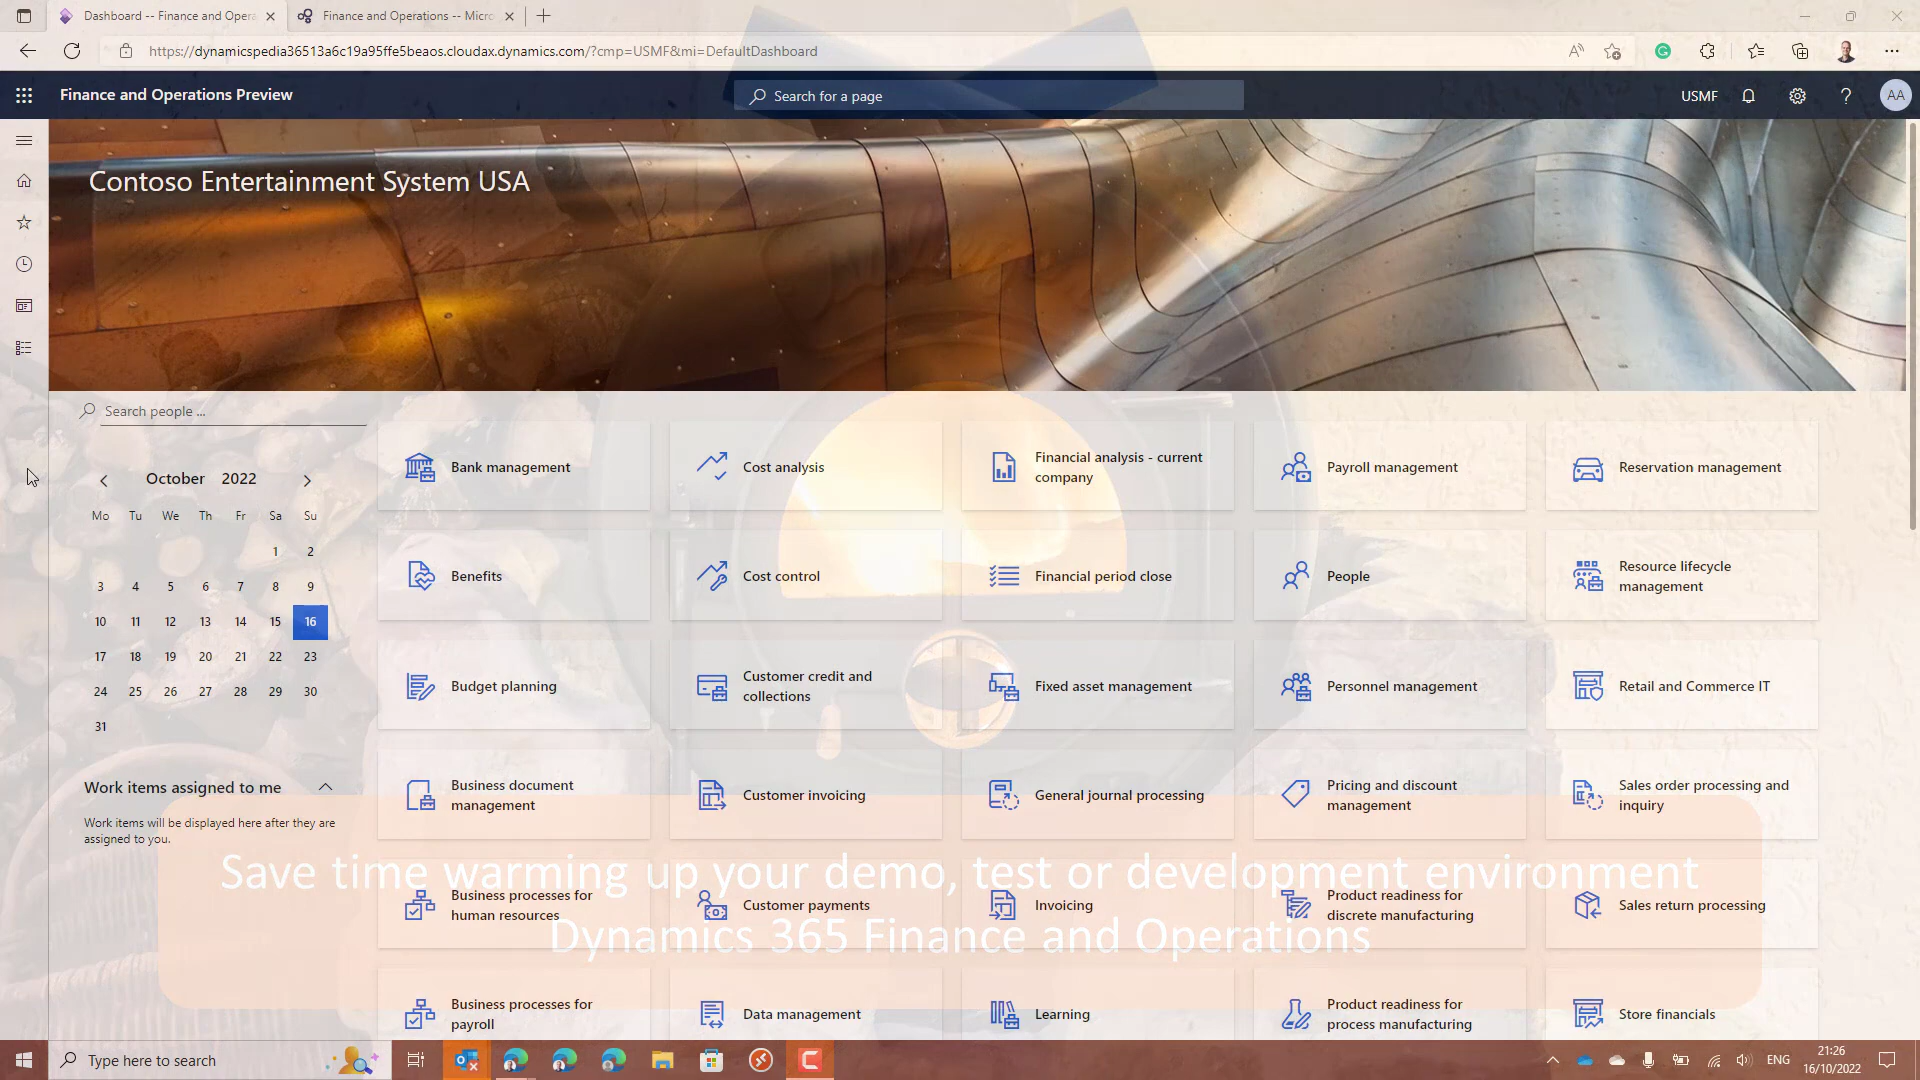 Dashboard -- Finance and Opera
Finance and Operations -- Micro
https://dynamicspedia36513a6c19a95ffe5beaos.cloudax.dynamics.com/?cmp=USMF&mi=DefaultDashboard
Finance and Operations Preview
Search for a page
USMF
AA
Contoso Entertainment System USA
Search people ...
October 2022
Mo Tu We Th Fr Sa Su
1 2
3 4 5 6 7 8 9
10 11 12 13 14 15 16
17 18 19 20 21 22 23
24 25 26 27 28 29 30
31
Work items assigned to me
Work items will be displayed here after they are
assigned to you.
Bank management
Cost analysis
Financial analysis - current
company
Payroll management
Reservation management
Benefits
Cost control
Financial period close
People
Resource lifecycle
management
Budget planning
Customer credit and
collections
Fixed asset management
Personnel management
Retail and Commerce IT
Business document
management
Customer invoicing
General journal processing
Pricing and discount
management
Sales order processing and
inquiry
Business processes for
human resources
Customer payments
Invoicing
Product readiness for
discrete manufacturing
Sales return processing
Business processes for
payroll
Data management
Learning
Product readiness for
process manufacturing
Store financials
Save time warming up your demo, test or development environment
Dynamics 365 Finance and Operations
Type here to search
ENG
21:26
16/10/2022